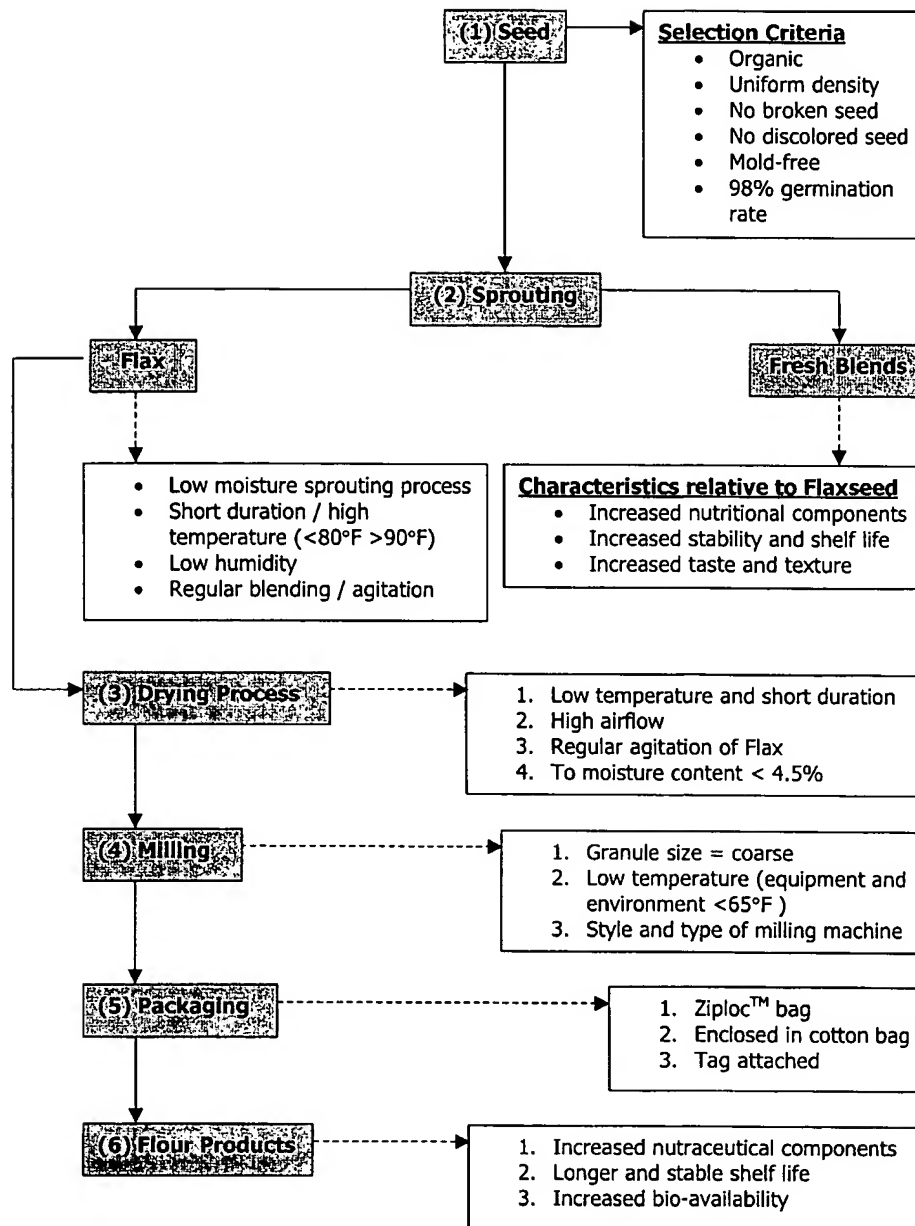 (1) Seed
Selection Criteria
• Organic
• Uniform density
• No broken seed
• No discolored seed
• Mold-free
• 98% germination
rate
(2) Sprouting
Flax
Fresh Blends
• Low moisture sprouting process
• Short duration / high
temperature (<80°F >90°F)
• Low humidity
• Regular blending / agitation
Characteristics relative to Flaxseed
• Increased nutritional components
• Increased stability and shelf life
• Increased taste and texture
(3) Drying Process
1. Low temperature and short duration
2. High airflow
3. Regular agitation of Flax
4. To moisture content < 4.5%
(4) Milling
1. Granule size = coarse
2. Low temperature (equipment and
environment <65°F )
3. Style and type of milling machine
(5) Packaging
1. Ziploc™ bag
2. Enclosed in cotton bag
3. Tag attached
(6) Flour Products
1. Increased nutraceutical components
2. Longer and stable shelf life
3. Increased bio-availability